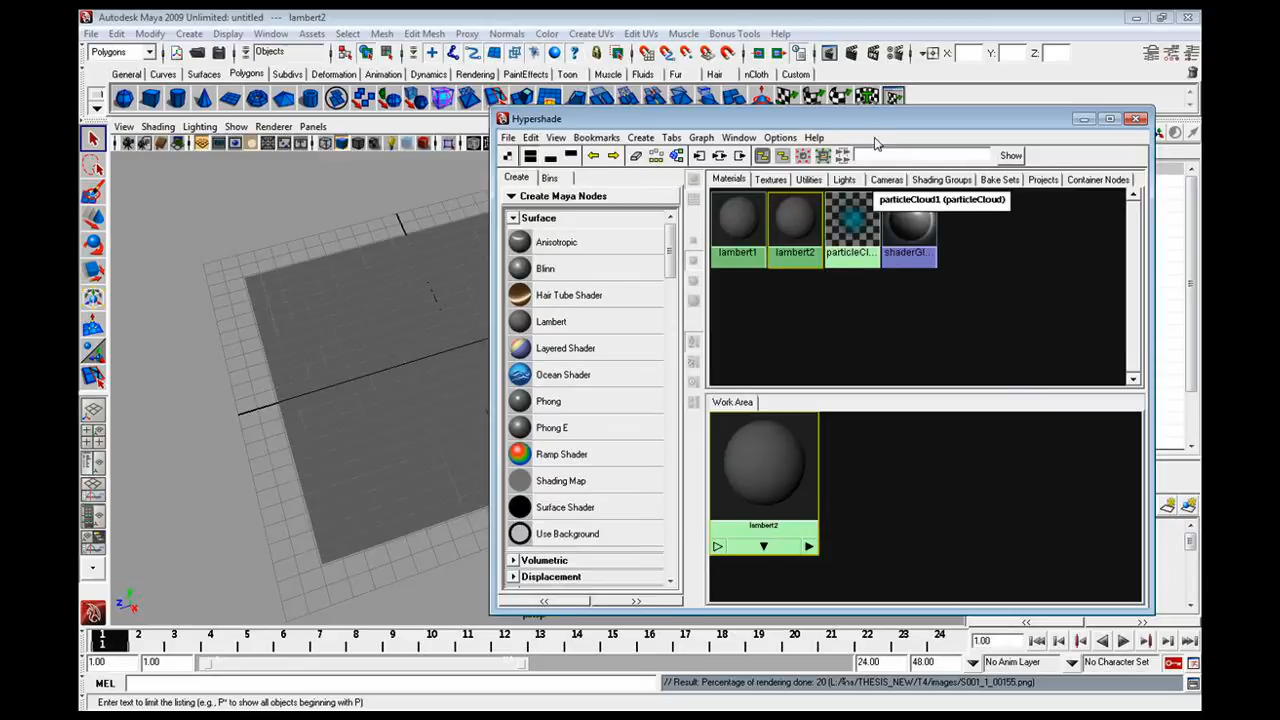 Autodesk Maya 2009 Unlimited: untitled --- lambert2
File Edit Modify Create Display Window Assets Select Mesh Edit Mesh Proxy Normals Color Create UVs Edit UVs Muscle Bonus Tools Help
Polygons Objects X: Y: Z:
General Curves Surfaces Polygons Subdivs Deformation Animation Dynamics Rendering PaintEffects Toon Muscle Fluids Fur Hair nCloth Custom
View Shading Lighting Show Renderer Panels
Hypershade
File Edit View Bookmarks Create Tabs Graph Window Options Help
Show
Create Bins
Materials Textures Utilities Lights Cameras Shading Groups Bake Sets Projects Container Nodes
Create Maya Nodes
particleCloud1 (particleCloud)
Surface
Anisotropic
lambert1 lambert2 particleCl... shaderGl...
Blinn
Hair Tube Shader
Lambert
Layered Shader
Ocean Shader
Phong
Work Area
Phong E
Ramp Shader
Shading Map
Surface Shader
lambert2
Use Background
Volumetric
Displacement
<< >>
<< >>
z x
1 2 3 4 5 6 7 8 9 10 11 12 13 14 15 16 17 18 19 20 21 22 23 24
1
1.00
1.00 1.00 24.00 48.00 No Anim Layer No Character Set
MEL // Result: Percentage of rendering done: 20
Enter text to limit the listing (e.g., P* to show all objects beginning with P)